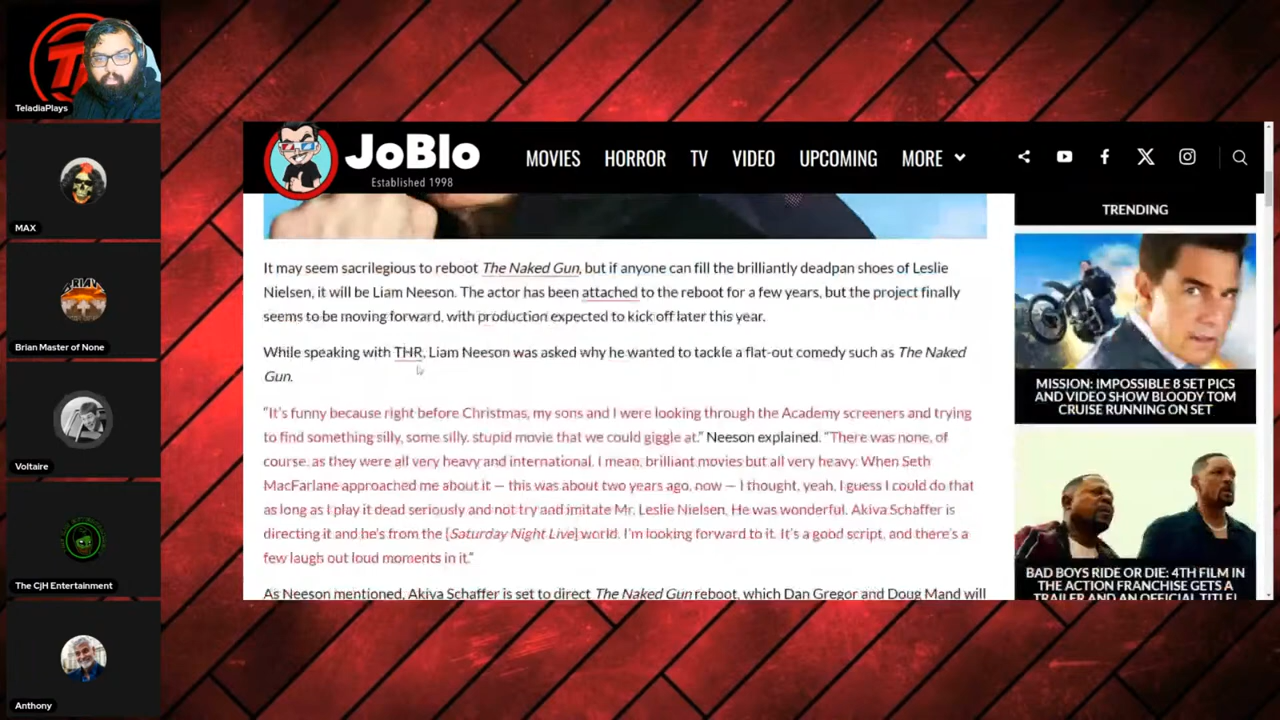 TeladiaPlays
MAX
Brian Master of None
Voltaire
The CjH Entertainment
Anthony
JoBlo
Established 1998
MOVIES HORROR TV VIDEO UPCOMING MORE
It may seem sacrilegious to reboot The Naked Gun, but if anyone can fill the brilliantly deadpan shoes of Leslie
Nielsen, it will be Liam Neeson. The actor has been attached to the reboot for a few years, but the project finally
seems to be moving forward, with production expected to kick off later this year.
While speaking with THR, Liam Neeson was asked why he wanted to tackle a flat-out comedy such as The Naked
Gun.
“It’s funny because right before Christmas, my sons and I were looking through the Academy screeners and trying
to find something silly, some silly, stupid movie that we could giggle at,” Neeson explained. “There was none, of
course, as they were all very heavy and international. I mean, brilliant movies but all very heavy. When Seth
MacFarlane approached me about it — this was about two years ago, now — I thought, yeah, I guess I could do that
as long as I play it dead seriously and not try and imitate Mr. Leslie Nielsen. He was wonderful. Akiva Schaffer is
directing it and he’s from the [Saturday Night Live] world. I’m looking forward to it. It’s a good script, and there’s a
few laugh out loud moments in it.”
As Neeson mentioned, Akiva Schaffer is set to direct The Naked Gun reboot, which Dan Gregor and Doug Mand will
TRENDING
MISSION: IMPOSSIBLE 8 SET PICS
AND VIDEO SHOW BLOODY TOM
CRUISE RUNNING ON SET
BAD BOYS RIDE OR DIE: 4TH FILM IN
THE ACTION FRANCHISE GETS A
TRAILER AND AN OFFICIAL TITLE!